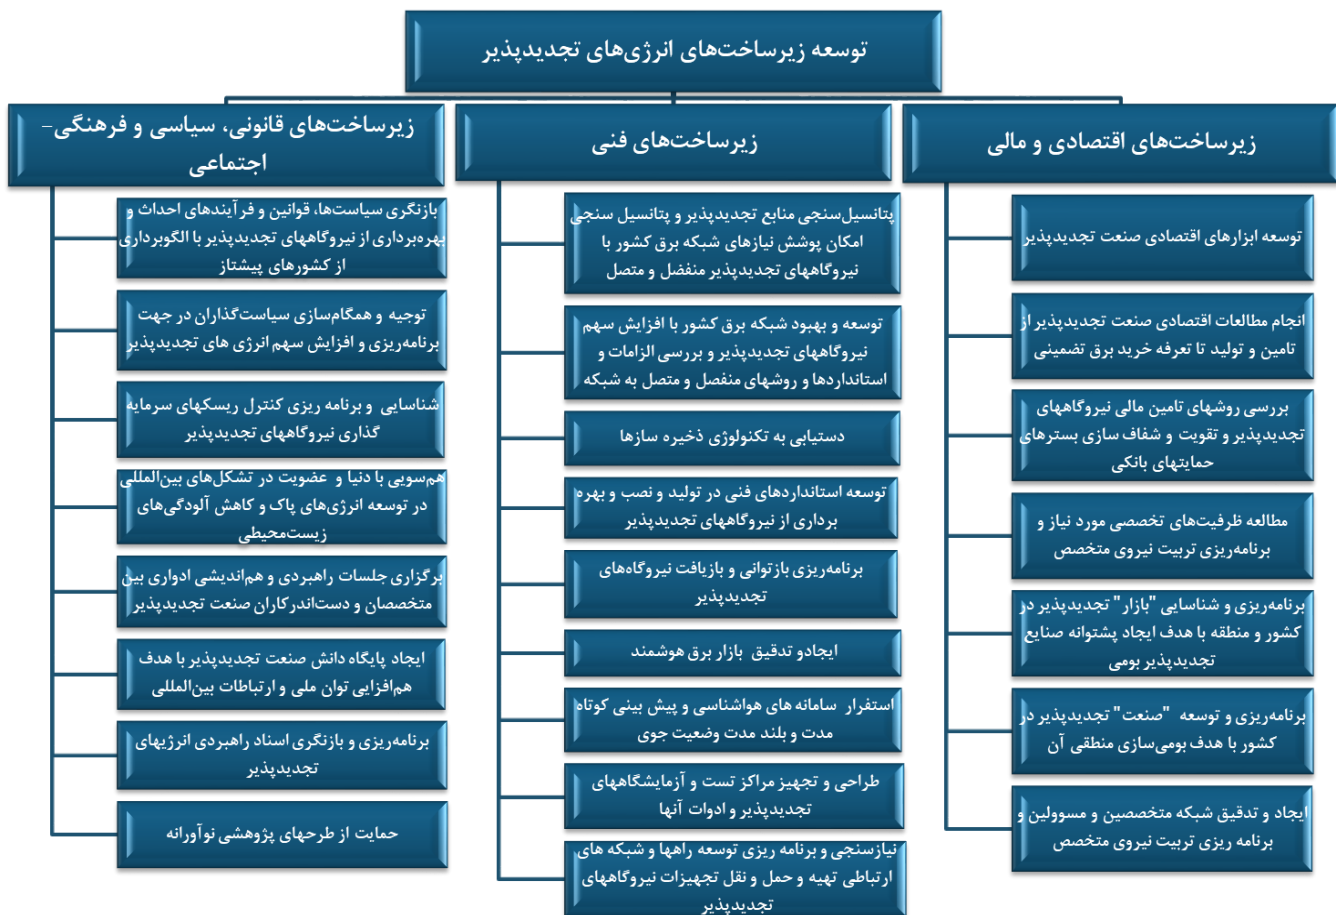 توسعه زیرساخت‌های انرژی‌های تجدیدپذیر
زیرساخت‌های اقتصادی و مالی
توسعه ابزارهای اقتصادی صنعت تجدیدپذیر
انجام مطالعات اقتصادی صنعت تجدیدپذیر از
تامین و تولید تا تعرفه خرید برق تضمینی
بررسی روشهای تامین مالی نیروگاههای
تجدیدپذیر و تقویت و شفاف سازی بسترهای
حمایتهای بانکی
مطالعه ظرفیت‌های تخصصی مورد نیاز و
برنامه‌ریزی تربیت نیروی متخصص
برنامه‌ریزی و شناسایی "بازار" تجدیدپذیر در
کشور و منطقه با هدف ایجاد پشتوانه صنایع
تجدیدپذیر بومی
برنامه‌ریزی و توسعه "صنعت" تجدیدپذیر در
کشور با هدف بومی‌سازی منطقی آن
ایجاد و تدقیق شبکه متخصصین و مسوولین و
برنامه ریزی تربیت نیروی متخصص
زیرساخت‌های فنی
پتانسیل‌سنجی منابع تجدیدپذیر و پتانسیل سنجی
امکان پوشش نیازهای شبکه برق کشور با
نیروگاههای تجدیدپذیر منفضل و متصل
توسعه و بهبود شبکه برق کشور با افزایش سهم
نیروگاههای تجدیدپذیر و بررسی الزامات و
استانداردها و روشهای منفصل و متصل به شبکه
دستیابی به تکنولوژی ذخیره سازها
توسعه استانداردهای فنی در تولید و نصب و بهره
برداری از نیروگاههای تجدیدپذیر
برنامه‌ریزی بازتوانی و بازیافت نیروگاه‌های
تجدیدپذیر
ایجادو تدقیق بازار برق هوشمند
استفرار سامانه های هواشناسی و پیش بینی کوتاه
مدت و بلند مدت وضعیت جوی
طراحی و تجهیز مراکز تست و آزمایشگاههای
تجدیدپذیر و ادوات آنها
نیازسنجی و برنامه ریزی توسعه راهها و شبکه های
ارتباطی تهیه و حمل و نقل تجهیزات نیروگاههای
تجدیدپذیر
زیرساخت‌های قانونی، سیاسی و فرهنگی-
اجتماعی
بازنگری سیاست‌ها، قوانین و فرآیندهای احداث و
بهره‌برداری از نیروگاههای تجدیدپذیر با الگوبرداری
از کشورهای پیشتاز
توجیه و همگام‌سازی سیاست‌گذاران در جهت
برنامه‌ریزی و افزایش سهم انرژی های تجدیدپذیر
شناسایی و برنامه ریزی کنترل ریسکهای سرمایه
گذاری نیروگاههای تجدیدپذیر
هم‌سویی با دنیا و عضویت در تشکل‌های بین‌المللی
در توسعه انرژی‌های پاک و کاهش آلودگی‌های
زیست‌محیطی
برگزاری جلسات راهبردی و هم‌اندیشی ادواری بین
متخصصان و دست‌اندرکاران صنعت تجدیدپذیر
ایجاد پایگاه دانش صنعت تجدیدپذیر با هدف
هم‌افزایی توان ملی و ارتباطات بین‌المللی
برنامه‌ریزی و بازنگری اسناد راهبردی انرژیهای
تجدیدپذیر
حمایت از طرحهای پژوهشی نوآورانه